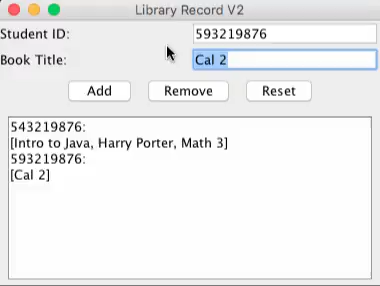 Library Record V2
Student ID: 593219876
Book Title: Cal 2
Add Remove Reset
543219876:
[Intro to Java, Harry Porter, Math 3]
593219876:
[Cal 2]